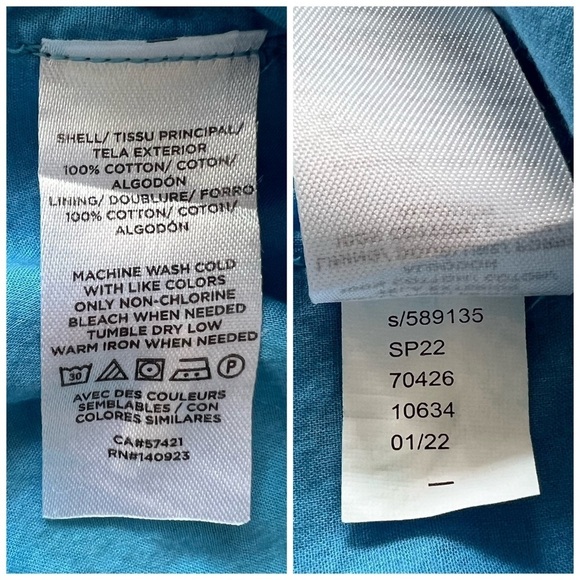 SHELL/ TISSU PRINCIPAL/
TELA EXTERIOR
100% COTTON/ COTON/
ALGODÓN
LINING/ DOUBLURE/ FORRO
100% COTTON/ COTON/
ALGODÓN
MACHINE WASH COLD
WITH LIKE COLORS
ONLY NON-CHLORINE
BLEACH WHEN NEEDED
TUMBLE DRY LOW
WARM IRON WHEN NEEDED
30 P
AVEC DES COULEURS
SEMBLABLES / CON
COLORES SIMILARES
CA#57421
RN#140923
s/589135
SP22
70426
10634
01/22